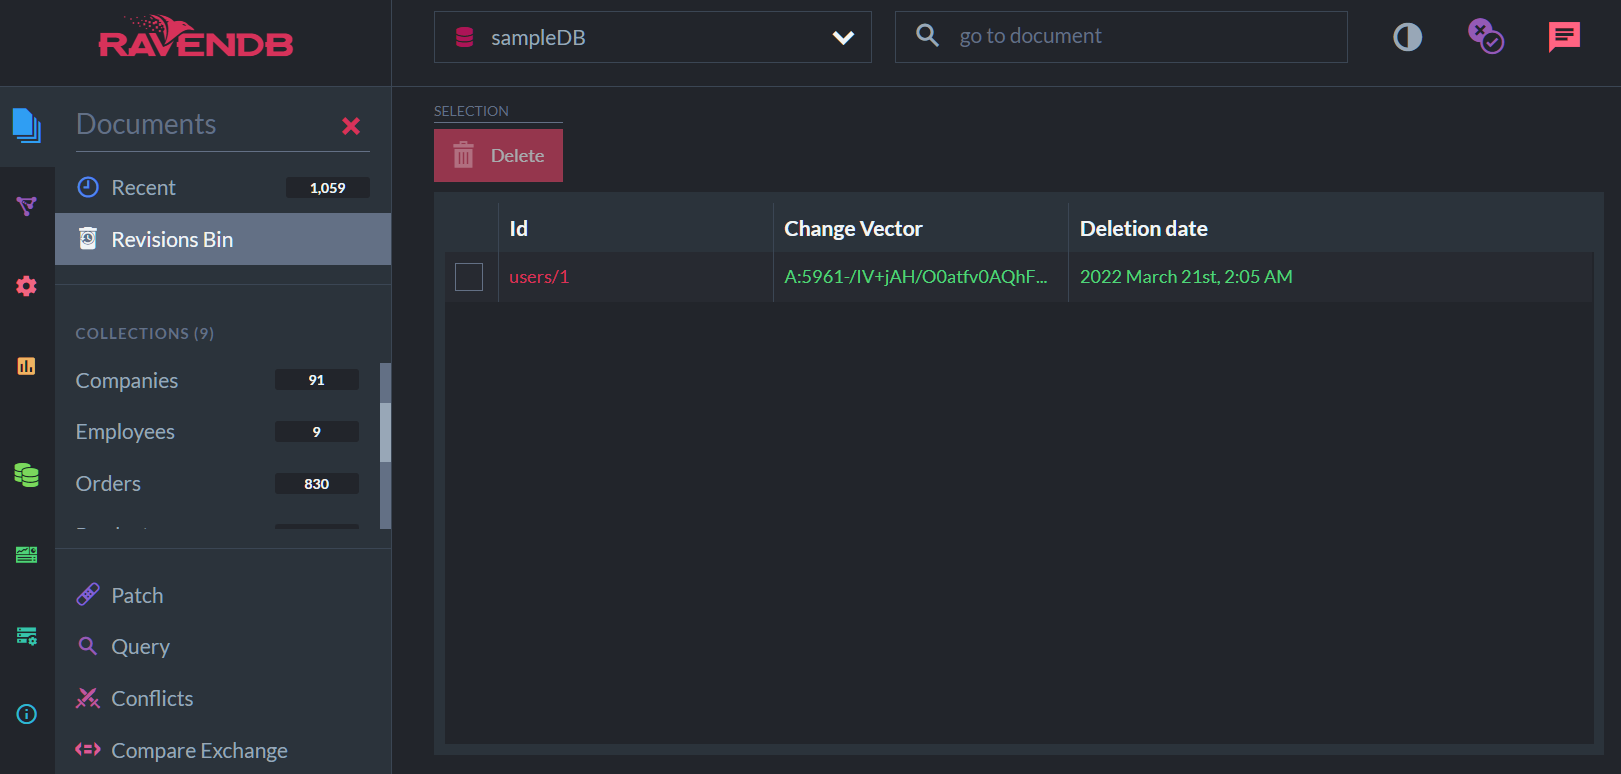 RAVENDB
sampleDB
go to document
Documents
Recent
1,059
Revisions Bin
COLLECTIONS (9)
Companies
91
Employees
9
Orders
830
Patch
Query
Conflicts
Compare Exchange
SELECTION
Delete
Id
Change Vector
Deletion date
users/1
A:5961-/IV+jAH/O0atfv0AQhF...
2022 March 21st, 2:05 AM